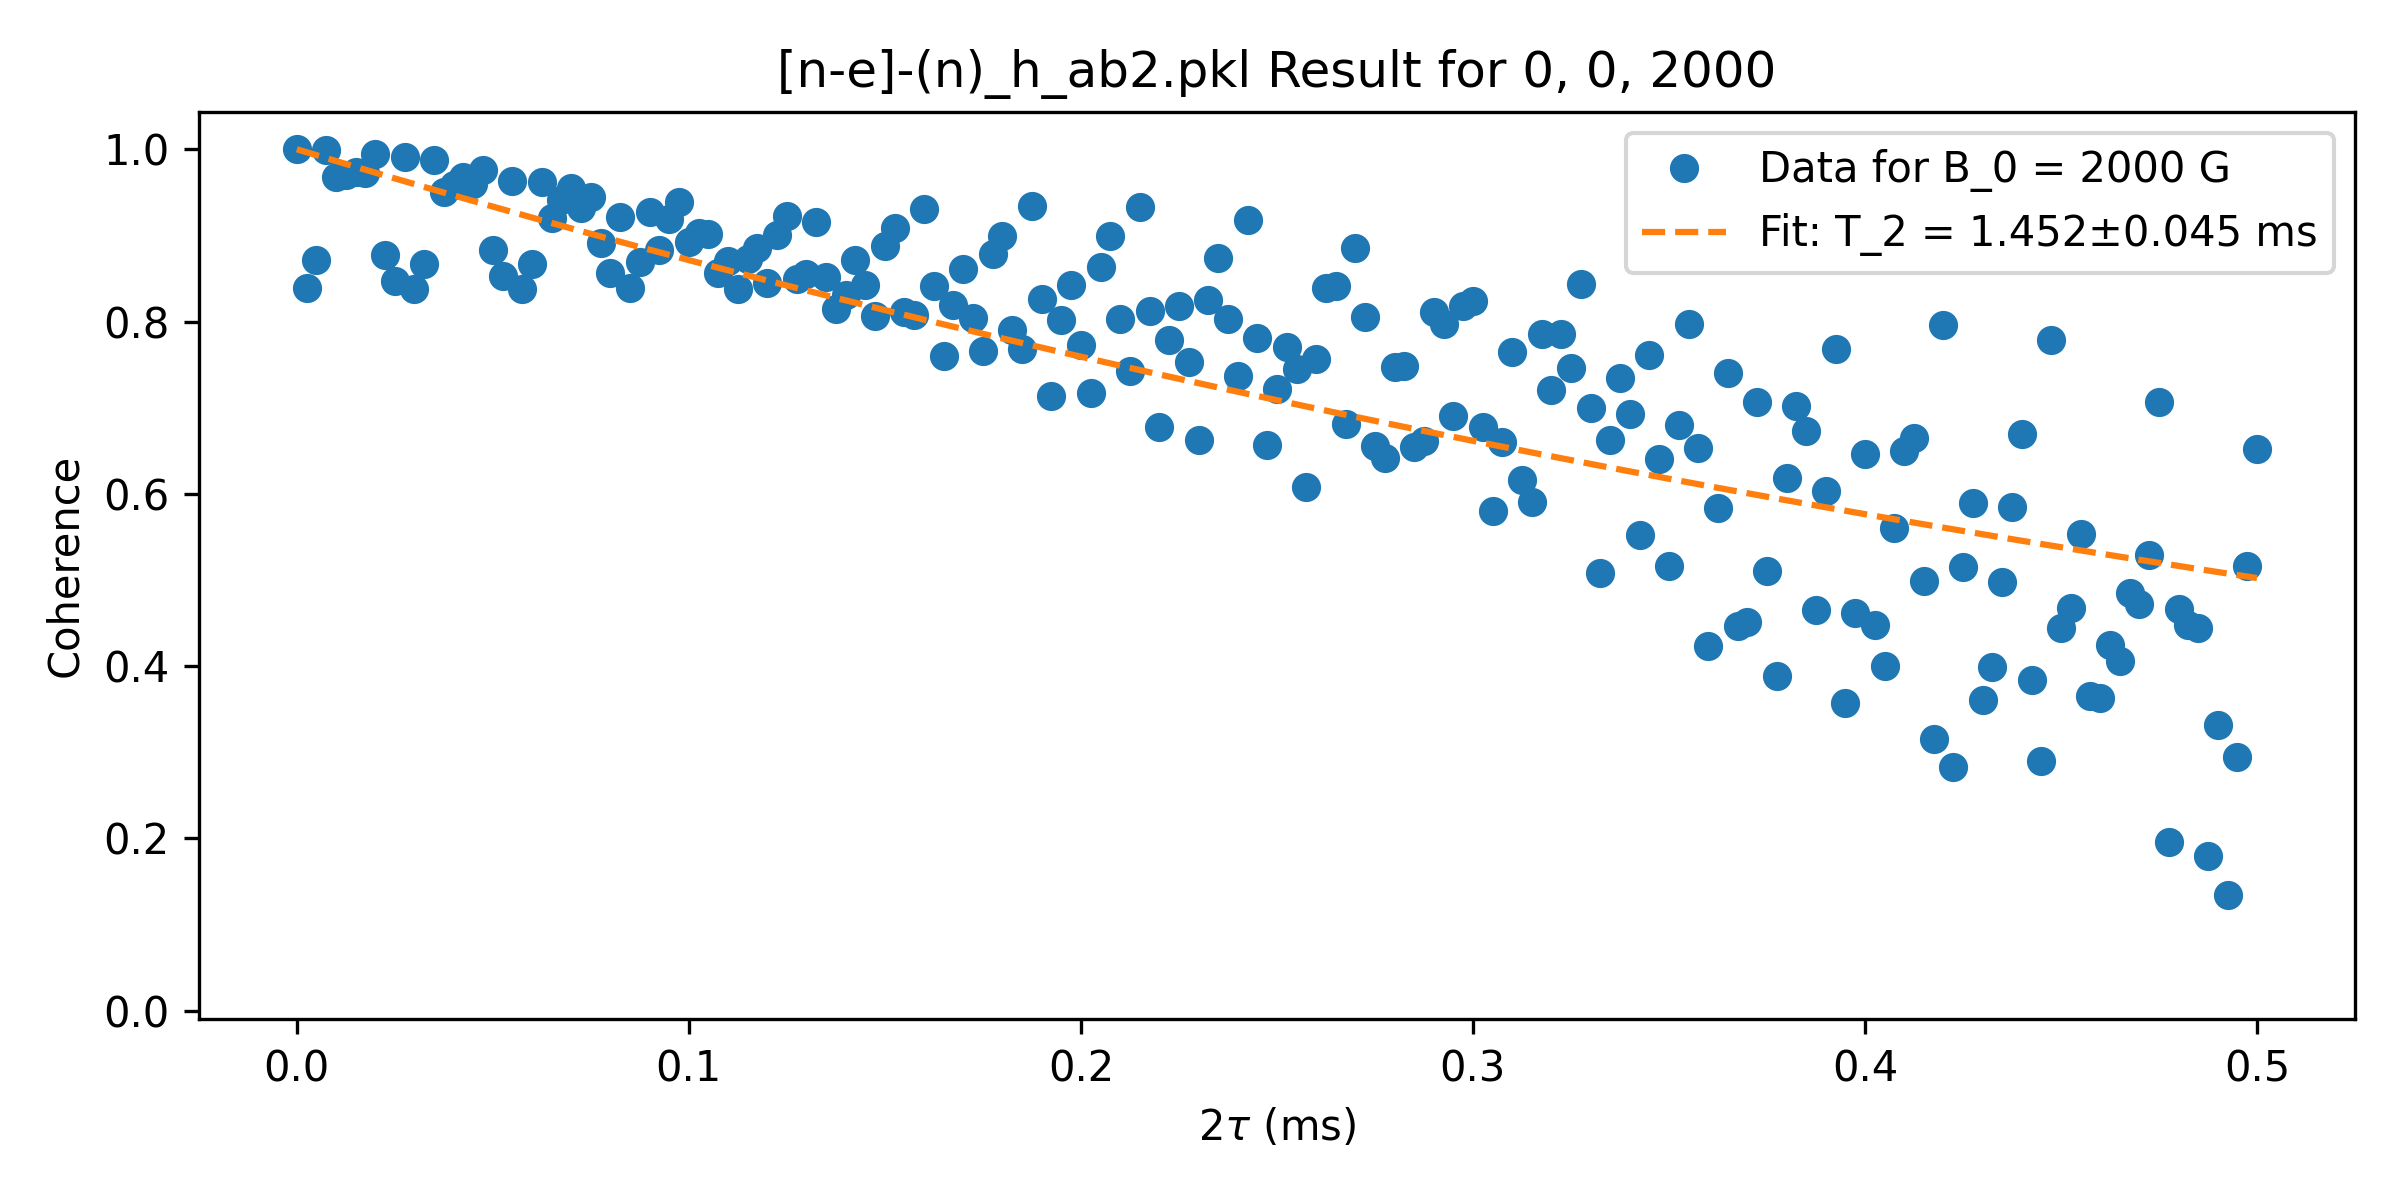 [n-e]-(n)_h_ab2.pkl Result for 0, 0, 2000
Data for B_0 = 2000 G
Fit: T_2 = 1.452±0.045 ms
1.0
0.8
0.6
0.4
0.2
0.0
Coherence
0.0 0.1 0.2 0.3 0.4 0.5
2τ (ms)